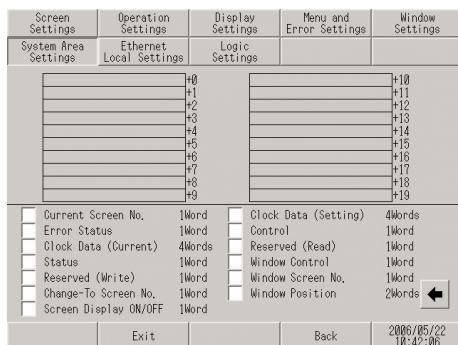 Screen Settings
Operation Settings
Display Settings
Menu and Error Settings
Window Settings
System Area Settings
Ethernet Local Settings
Logic Settings
+0
+1
+2
+3
+4
+5
+6
+7
+8
+9
+10
+11
+12
+13
+14
+15
+16
+17
+18
+19
Current Screen No. 1Word
Error Status 1Word
Clock Data (Current) 4Words
Status 1Word
Reserved (Write) 1Word
Change-To Screen No. 1Word
Screen Display ON/OFF 1Word
Clock Data (Setting) 4Words
Control 1Word
Reserved (Read) 1Word
Window Control 1Word
Window Screen No. 1Word
Window Position 2Words
Exit
Back
2006/05/22
10:42:06